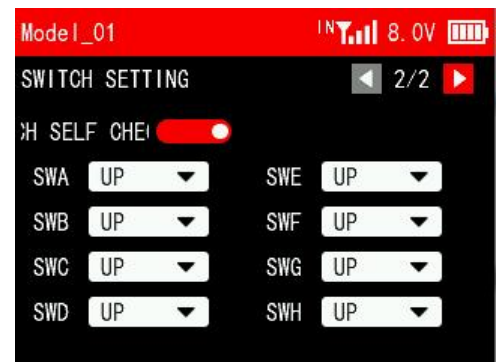 Model_01 IN 8.0V
SWITCH SETTING 2/2
CH SELF CHE
SWA UP SWE UP
SWB UP SWF UP
SWC UP SWG UP
SWD UP SWH UP